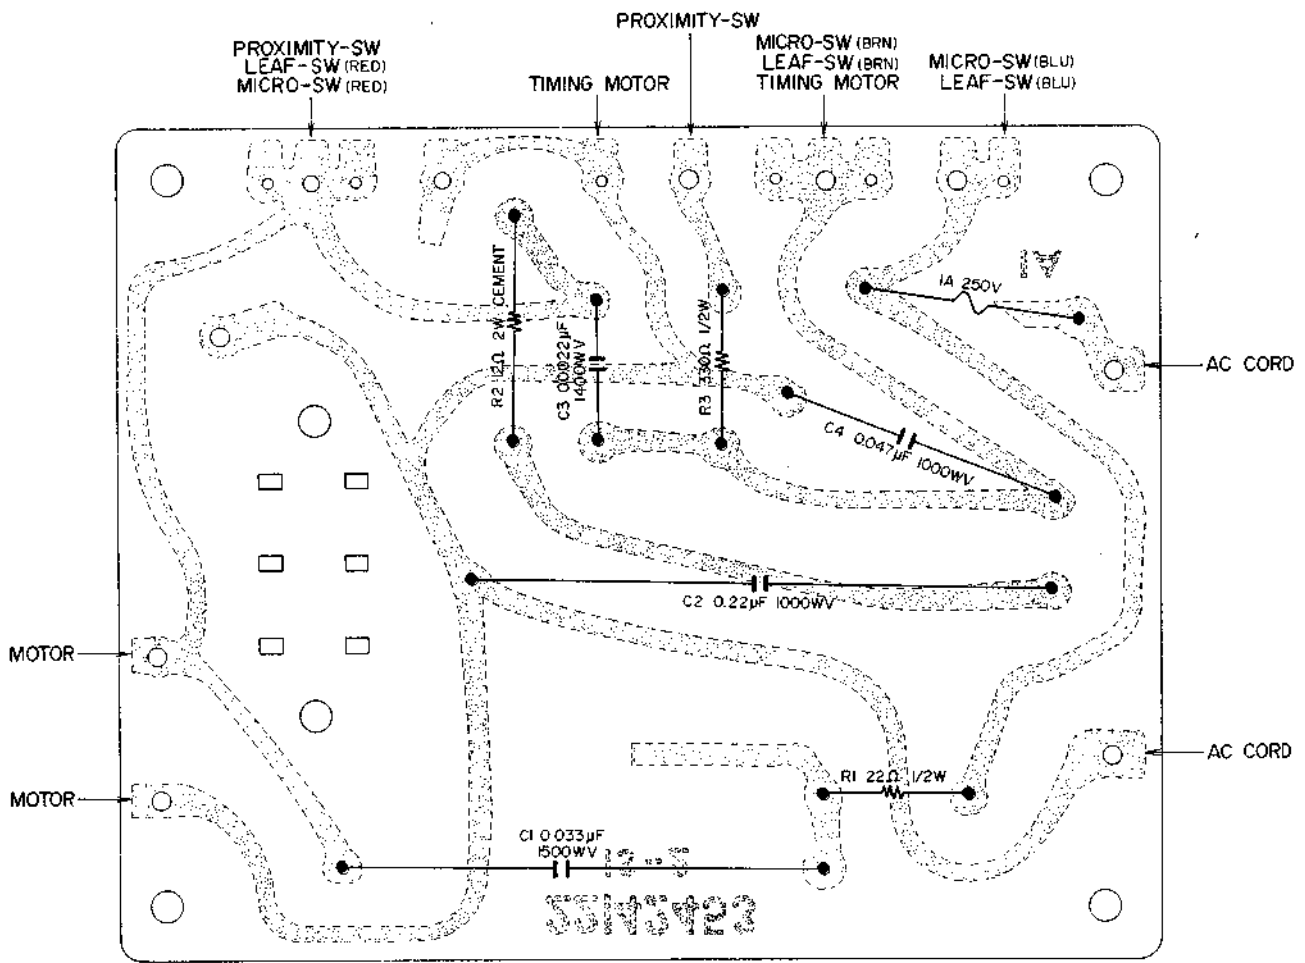 PROXIMITY-SW
PROXIMITY-SW
LEAF-SW (RED)
MICRO-SW (RED)
TIMING MOTOR
MICRO-SW (BRN)
LEAF-SW (BRN)
TIMING MOTOR
MICRO-SW (BLU)
LEAF-SW (BLU)
1A 250V
AC CORD
R2 12Ω 2W CEMENT
C3 0.0022µF
1400WV
R3 330Ω 1/2W
C4 0.047µF 1000WV
C2 0.22µF 1000WV
MOTOR
MOTOR
AC CORD
R1 22Ω 1/2W
C1 0.033µF
1500WV
22142453